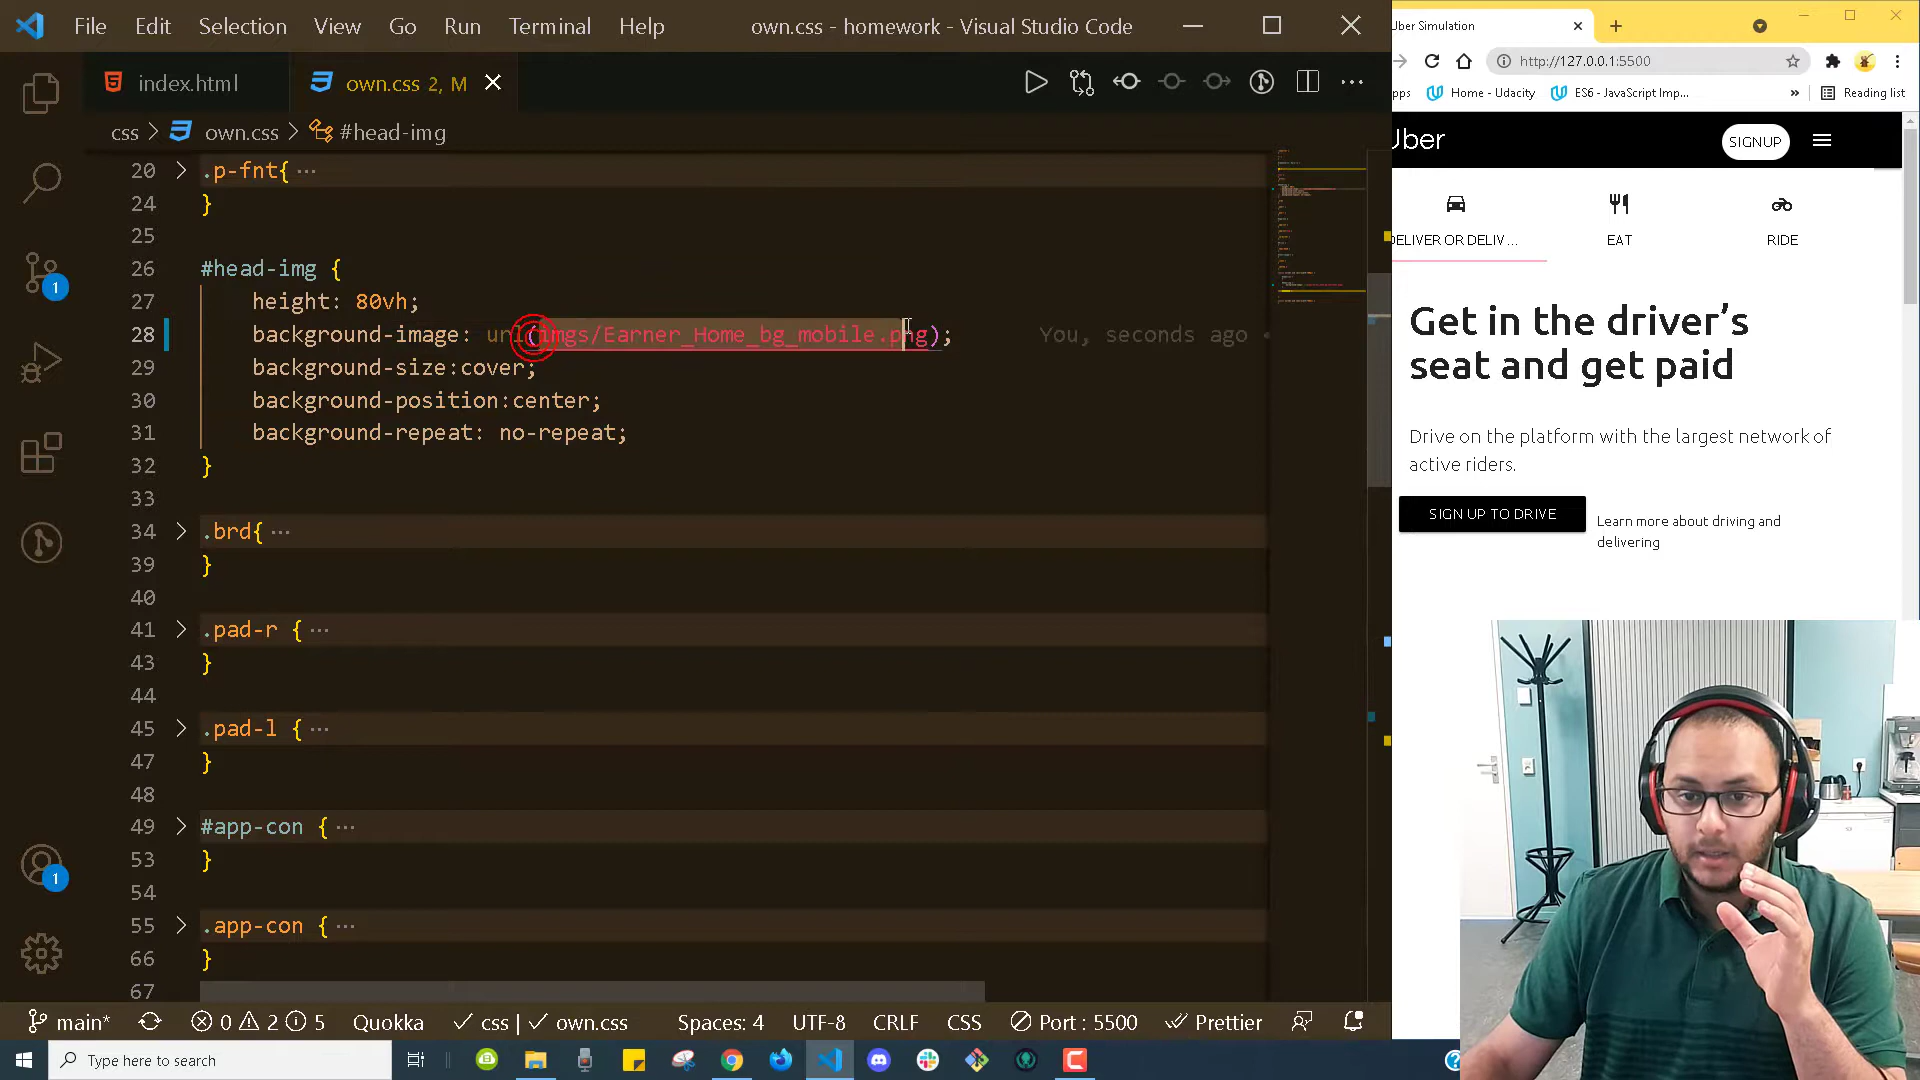 File Edit Selection View Go Run Terminal Help own.css - homework - Visual Studio Code
index.html own.css 2, M
css > own.css > #head-img
20 .p-fnt{ ···
24 }
25
26 #head-img {
27 height: 80vh;
28 background-image: url(imgs/Earner_Home_bg_mobile.png); You, seconds ago •
29 background-size:cover;
30 background-position:center;
31 background-repeat: no-repeat;
32 }
33
34 .brd{ ···
39 }
40
41 .pad-r { ···
43 }
44
45 .pad-l { ···
47 }
48
49 #app-con { ···
53 }
54
55 .app-con { ···
66 }
67
1
1
main* 0 2 5 Quokka css | own.css Spaces: 4 UTF-8 CRLF CSS Port : 5500 Prettier
Type here to search
Uber Simulation
http://127.0.0.1:5500
pps Home - Udacity ES6 - JavaScript Imp... » Reading list
Uber SIGNUP
DELIVER OR DELIV... EAT RIDE
Get in the driver’s
seat and get paid
Drive on the platform with the largest network of
active riders.
SIGN UP TO DRIVE
Learn more about driving and
delivering